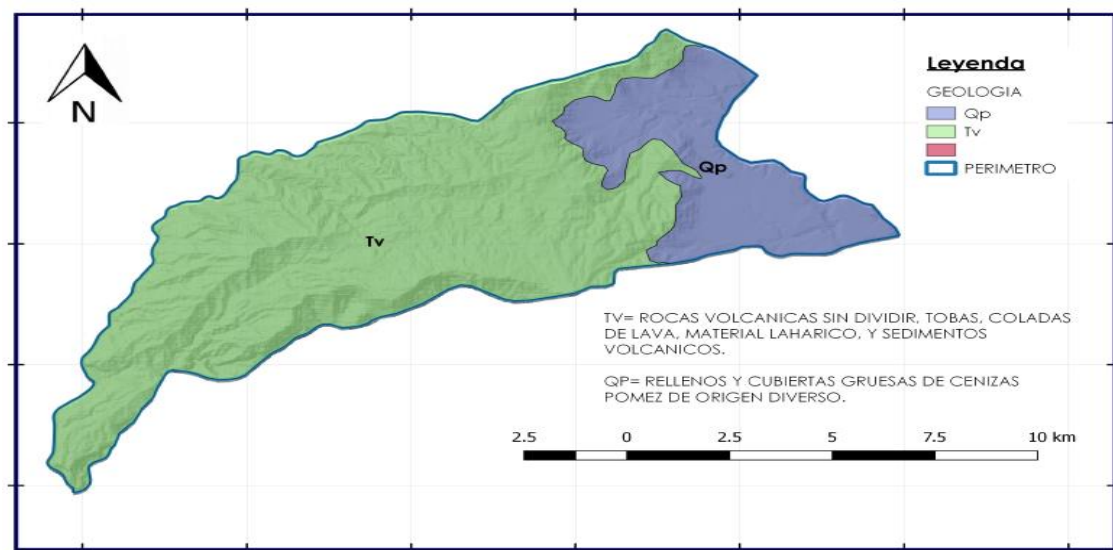 N
Leyenda
GEOLOGIA
Qp
Tv
PERIMETRO
Qp
Tv
TV= ROCAS VOLCANICAS SIN DIVIDIR, TOBAS, COLADAS
DE LAVA, MATERIAL LAHARICO, Y SEDIMENTOS
VOLCANICOS.
QP= RELLENOS Y CUBIERTAS GRUESAS DE CENIZAS
POMEZ DE ORIGEN DIVERSO.
2.5 0 2.5 5 7.5 10 km